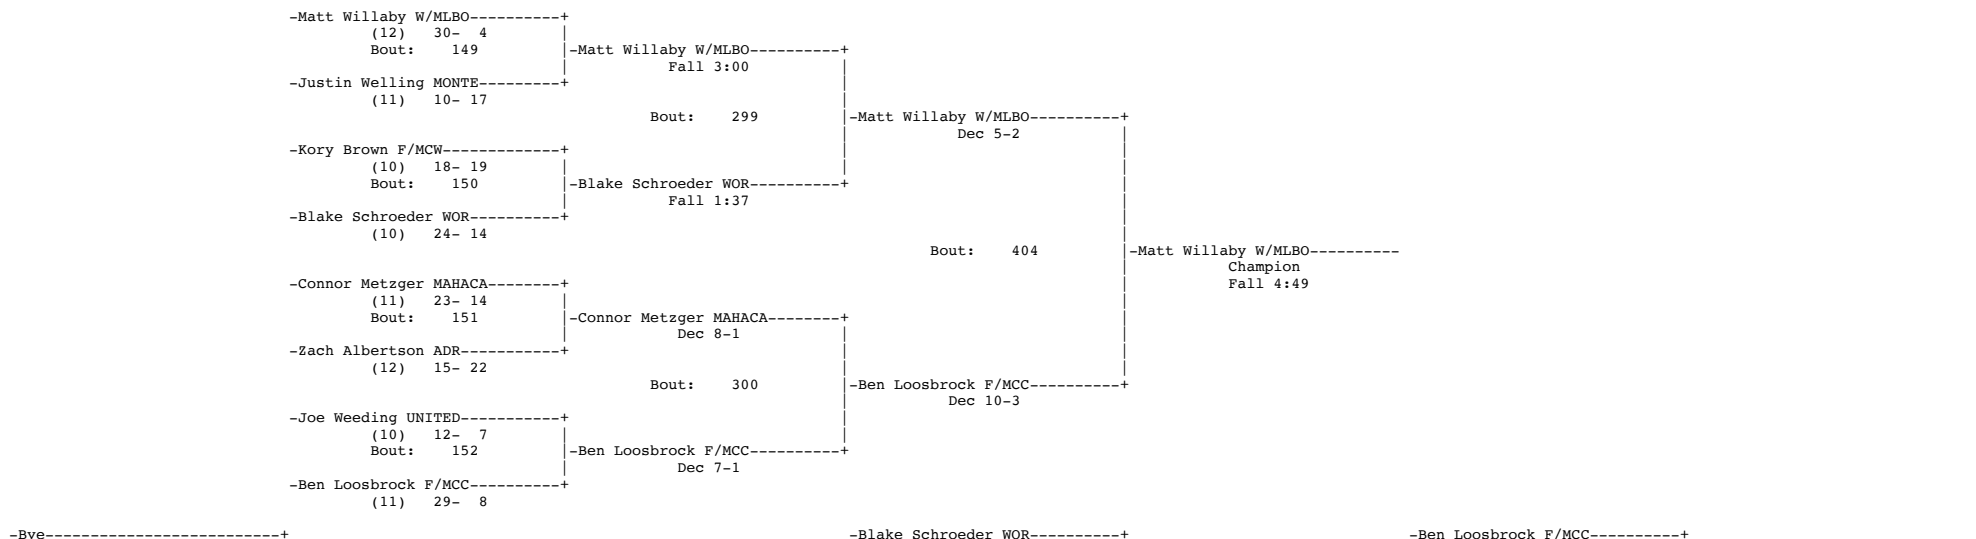 -Matt Willaby W/MLBO----------+
(12)   30-  4                 |
Bout:    149          |-Matt Willaby W/MLBO----------+
|           Fall 3:00           |
-Justin Welling MONTE---------+
(11)   10- 17                 |
Bout:    299          |-Matt Willaby W/MLBO----------+
|            Dec 5-2            |
-Kory Brown F/MCW-------------+
(10)   18- 19                 |
Bout:    150          |-Blake Schroeder WOR----------+
|           Fall 1:37           |
-Blake Schroeder WOR----------+
(10)   24- 14                 |
Bout:    404          |-Matt Willaby W/MLBO----------
|           Champion
-Connor Metzger MAHACA--------+           Fall 4:49
(11)   23- 14                 |
Bout:    151          |-Connor Metzger MAHACA--------+
|            Dec 8-1            |
-Zach Albertson ADR-----------+
(12)   15- 22                 |
Bout:    300          |-Ben Loosbrock F/MCC----------+
|           Dec 10-3
-Joe Weeding UNITED-----------+
(10)   12-  7                 |
Bout:    152          |-Ben Loosbrock F/MCC----------+
|            Dec 7-1
-Ben Loosbrock F/MCC----------+
(11)   29-  8
-Bye--------------------------+ -Blake Schroeder WOR----------+ -Ben Loosbrock F/MCC----------+